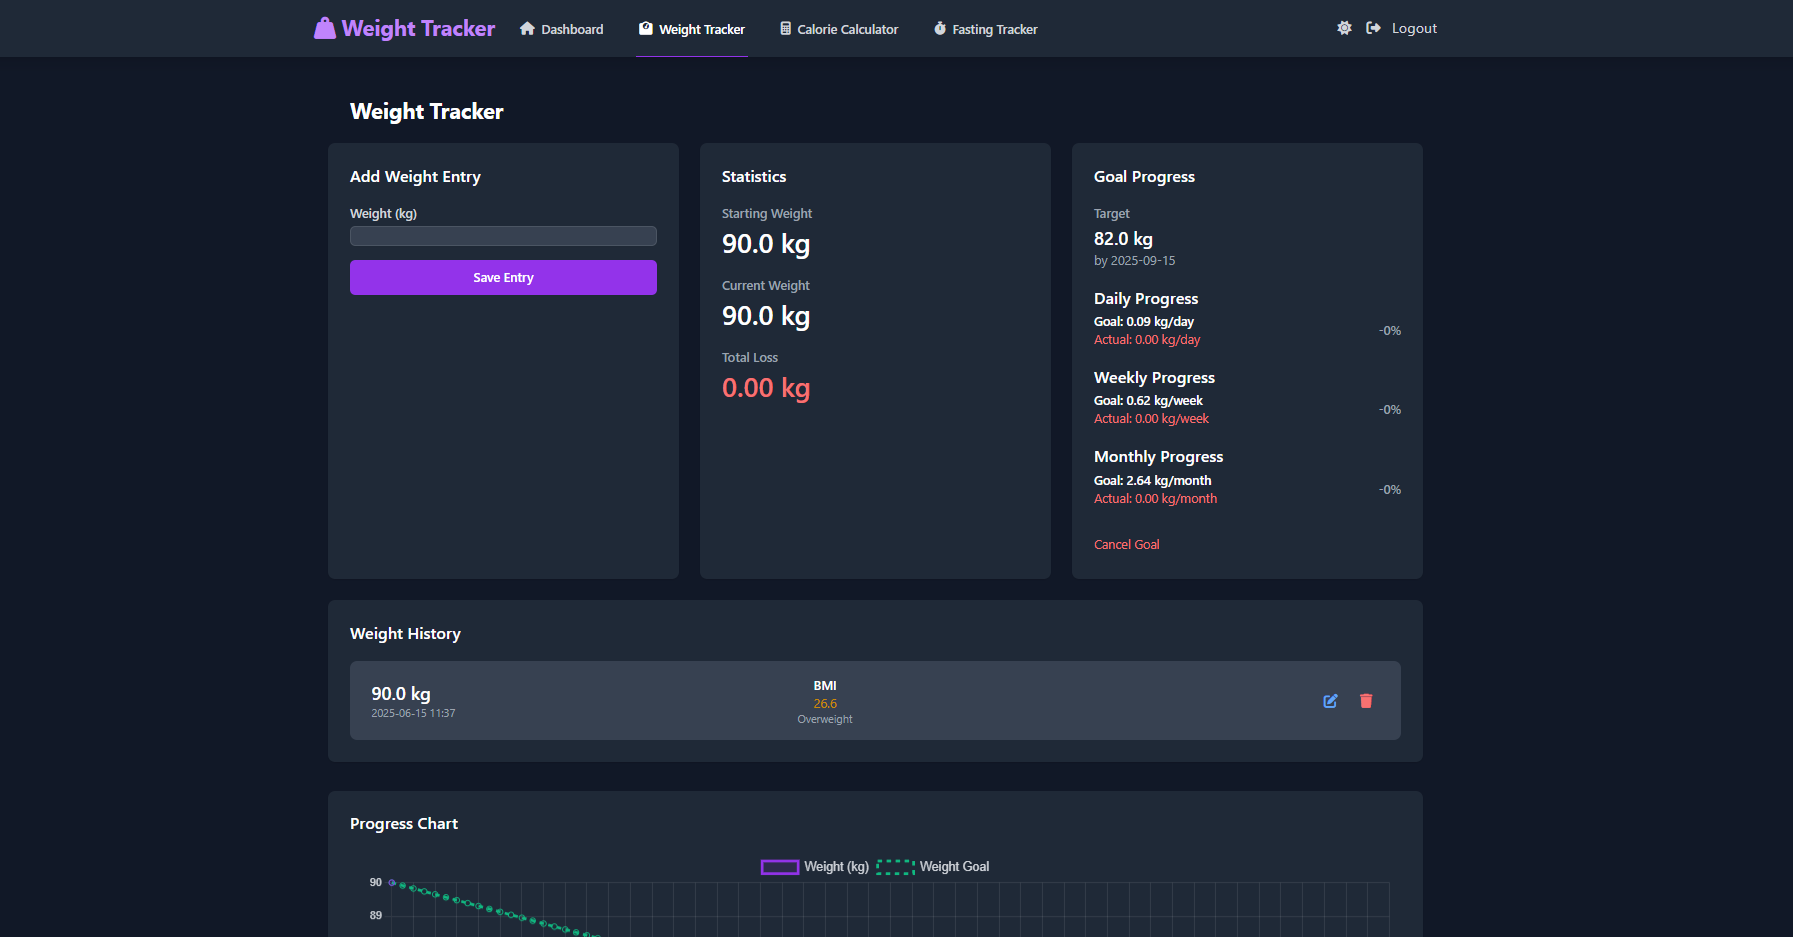 Weight Tracker
Dashboard
Weight Tracker
Calorie Calculator
Fasting Tracker
Logout
Weight Tracker
Add Weight Entry
Weight (kg)
Save Entry
Statistics
Starting Weight
90.0 kg
Current Weight
90.0 kg
Total Loss
0.00 kg
Goal Progress
Target
82.0 kg
by 2025-09-15
Daily Progress
Goal: 0.09 kg/day
Actual: 0.00 kg/day
-0%
Weekly Progress
Goal: 0.62 kg/week
Actual: 0.00 kg/week
-0%
Monthly Progress
Goal: 2.64 kg/month
Actual: 0.00 kg/month
-0%
Cancel Goal
Weight History
90.0 kg
2025-06-15 11:37
BMI
26.6
Overweight
Progress Chart
Weight (kg)
Weight Goal
90
89